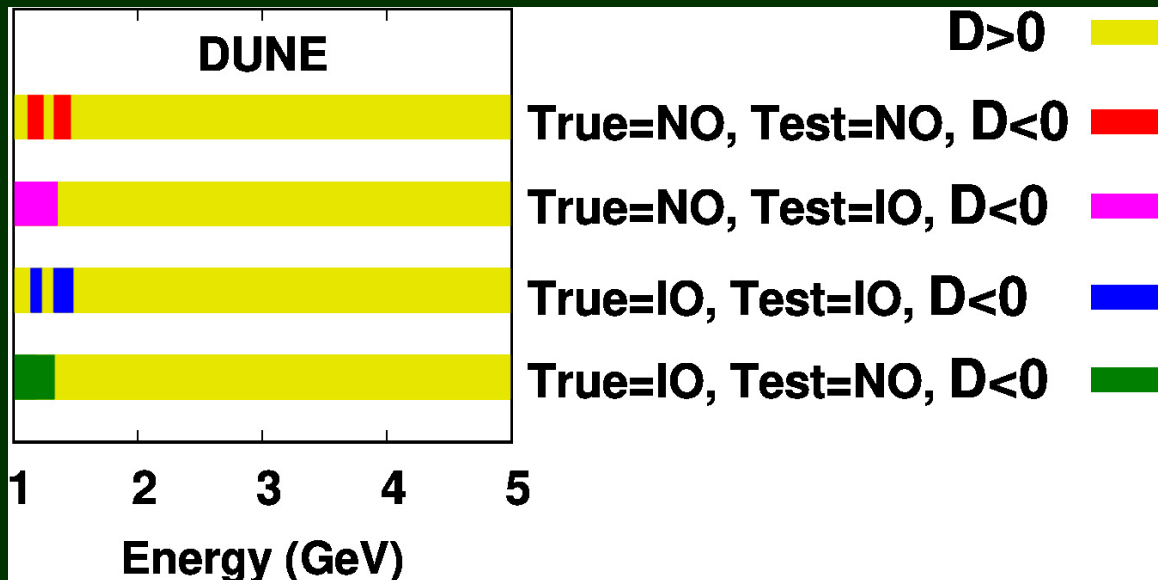 DUNE
D>0
True=NO, Test=NO, D<0
True=NO, Test=IO, D<0
True=IO, Test=IO, D<0
True=IO, Test=NO, D<0
1 2 3 4 5
Energy (GeV)